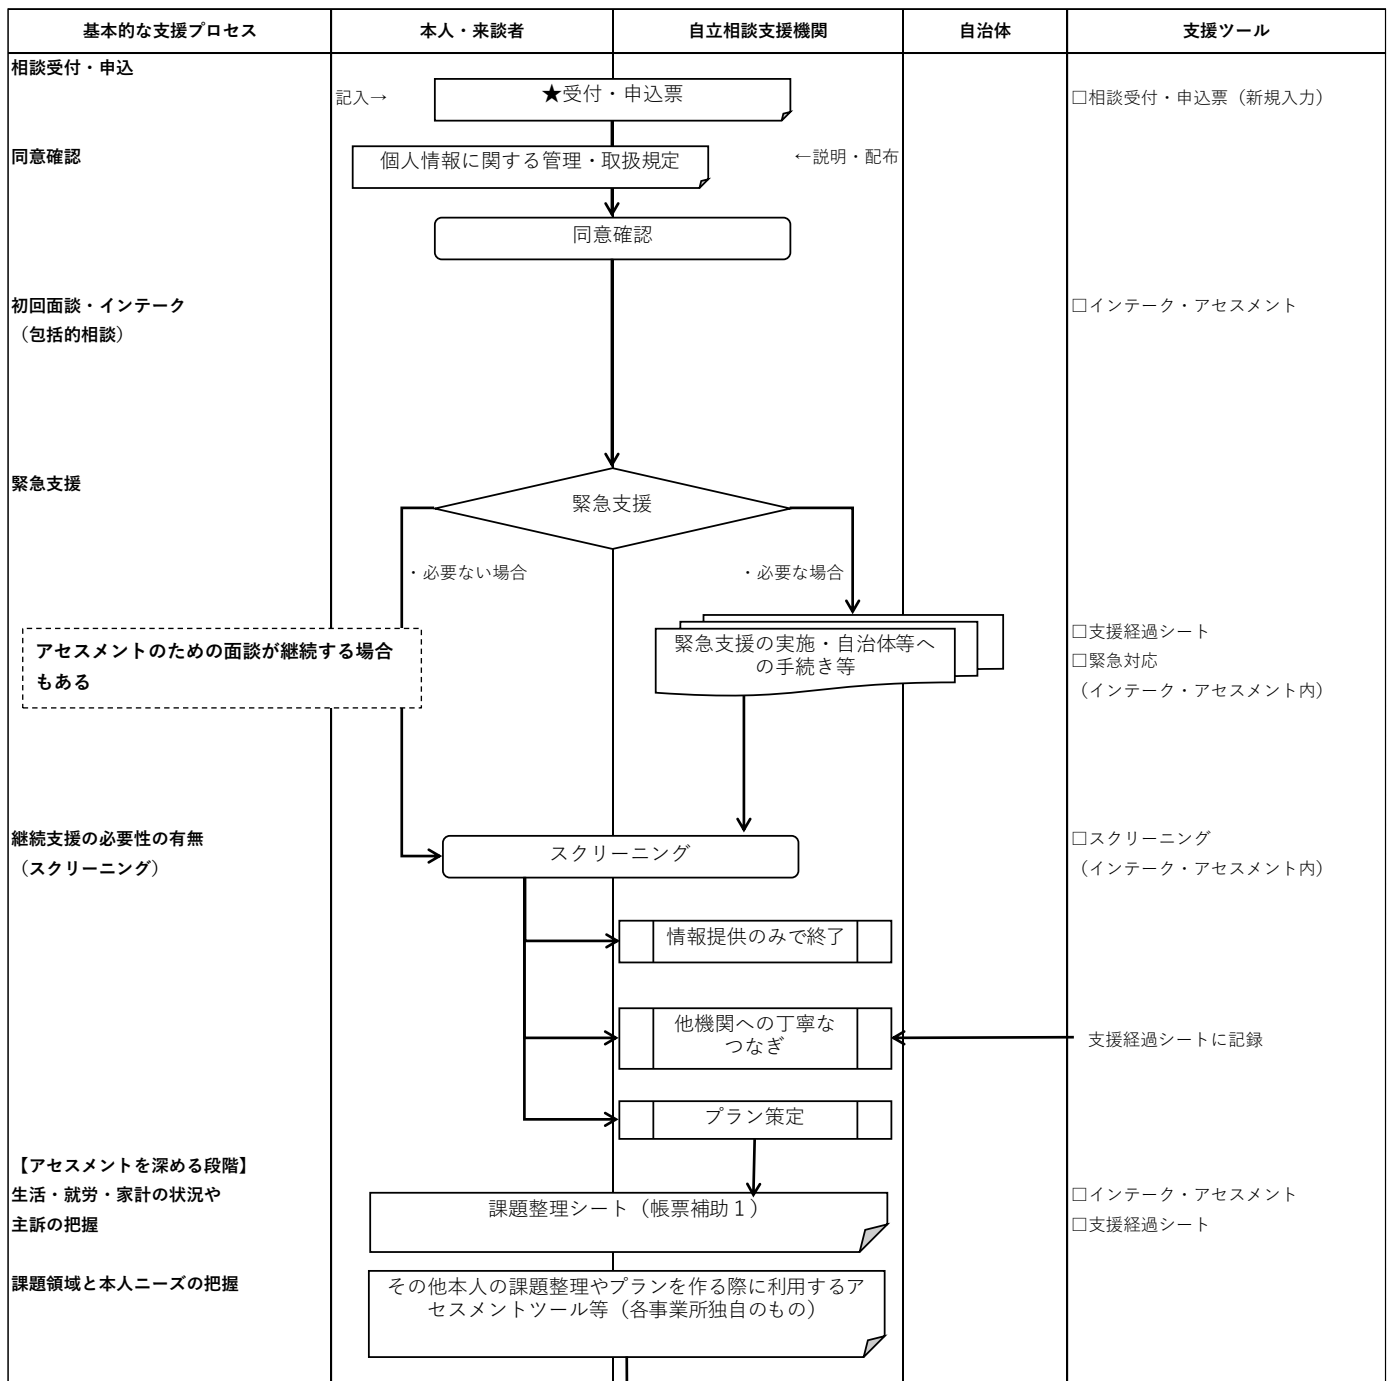 基本的な支援プロセス
本人・来談者
自立相談支援機関
自治体
支援ツール
相談受付・申込
記入→
★受付・申込票
□相談受付・申込票（新規入力）
同意確認
個人情報に関する管理・取扱規定
←説明・配布
同意確認
初回面談・インテーク
（包括的相談）
□インテーク・アセスメント
緊急支援
緊急支援
・必要ない場合
・必要な場合
アセスメントのための面談が継続する場合
もある
緊急支援の実施・自治体等へ
の手続き等
□支援経過シート
□緊急対応
（インテーク・アセスメント内）
継続支援の必要性の有無
（スクリーニング）
スクリーニング
□スクリーニング
（インテーク・アセスメント内）
情報提供のみで終了
他機関への丁寧な
つなぎ
支援経過シートに記録
プラン策定
【アセスメントを深める段階】
生活・就労・家計の状況や
主訴の把握
課題整理シート（帳票補助１）
□インテーク・アセスメント
□支援経過シート
課題領域と本人ニーズの把握
その他本人の課題整理やプランを作る際に利用するア
セスメントツール等（各事業所独自のもの）